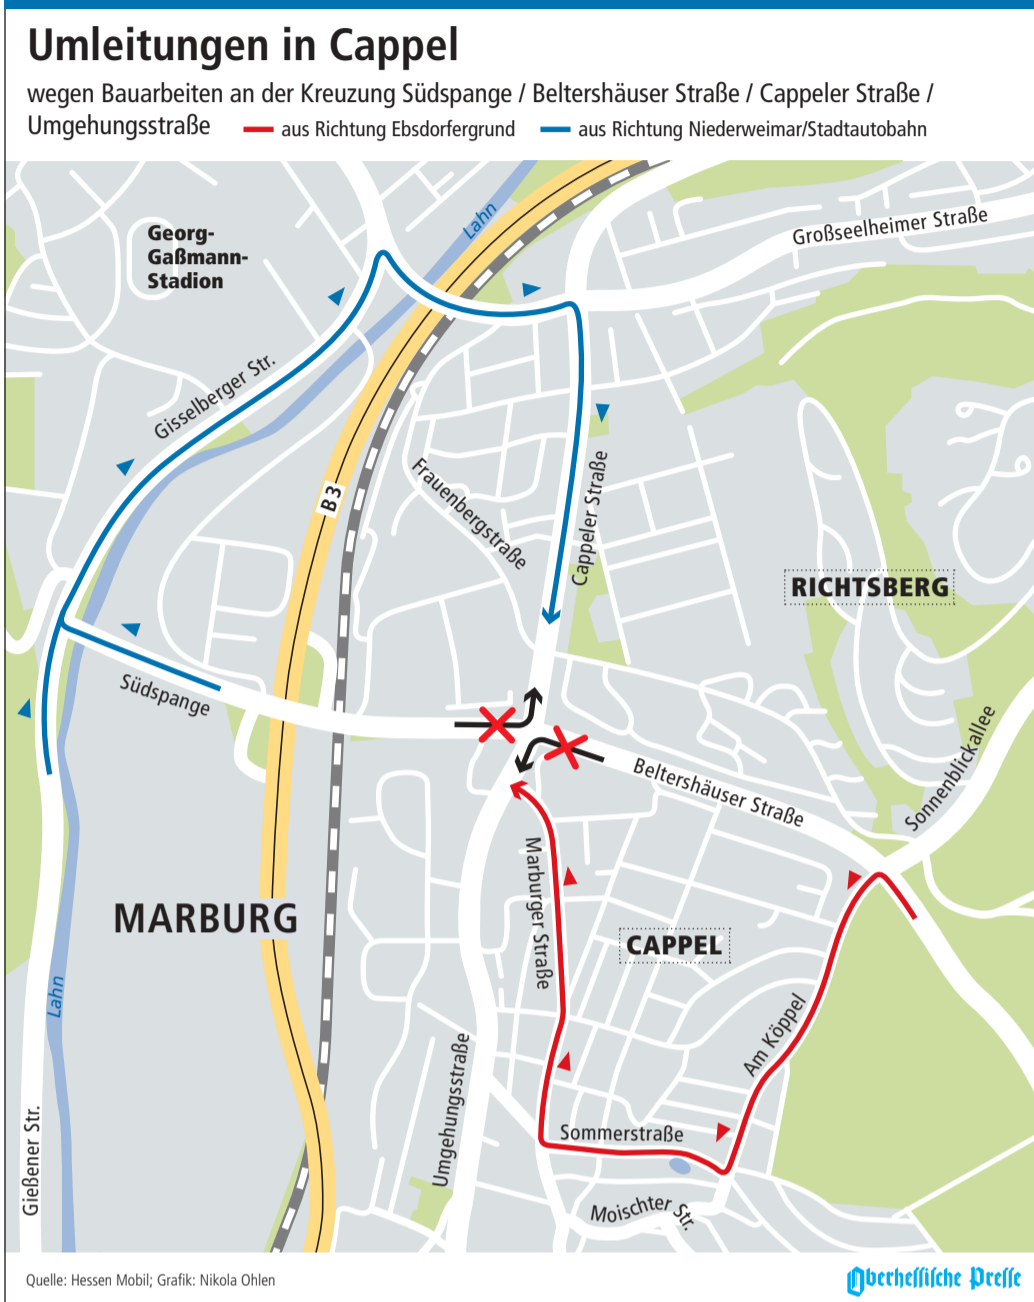 Umleitungen in Cappel
wegen Bauarbeiten an der Kreuzung Südspange / Beltershäuser Straße / Cappeler Straße /
Umgehungsstraße
aus Richtung Ebsdorfergrund
aus Richtung Niederweimar/Stadtautobahn
Lahn
Großseelheimer Straße
Georg-
Gaßmann-
Stadion
Gisselberger Str.
B3
Frauenbergstraße
Cappeler Straße
RICHTSBERG
Südspange
Beltershäuser Straße
Sonnenblickallee
Marburger Straße
MARBURG
CAPPEL
Lahn
Am Köppel
Umgehungsstraße
Gießener Str.
Sommerstraße
Moischter Str.
Quelle: Hessen Mobil; Grafik: Nikola Ohlen
Oberhessische Presse